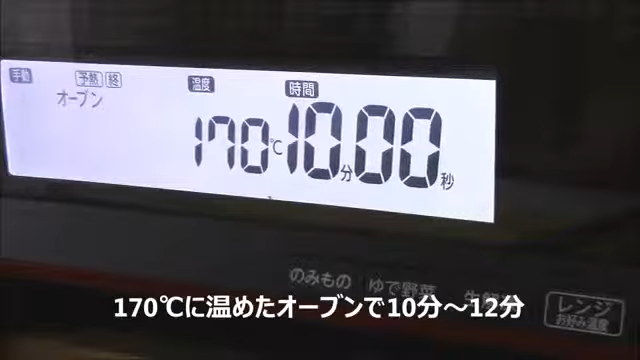 手動 予熱 終 温度 時間
オーブン
170℃ 10分00秒
のみもの ゆで野菜
レンジ
お好み温度
170℃に温めたオーブンで10分～12分